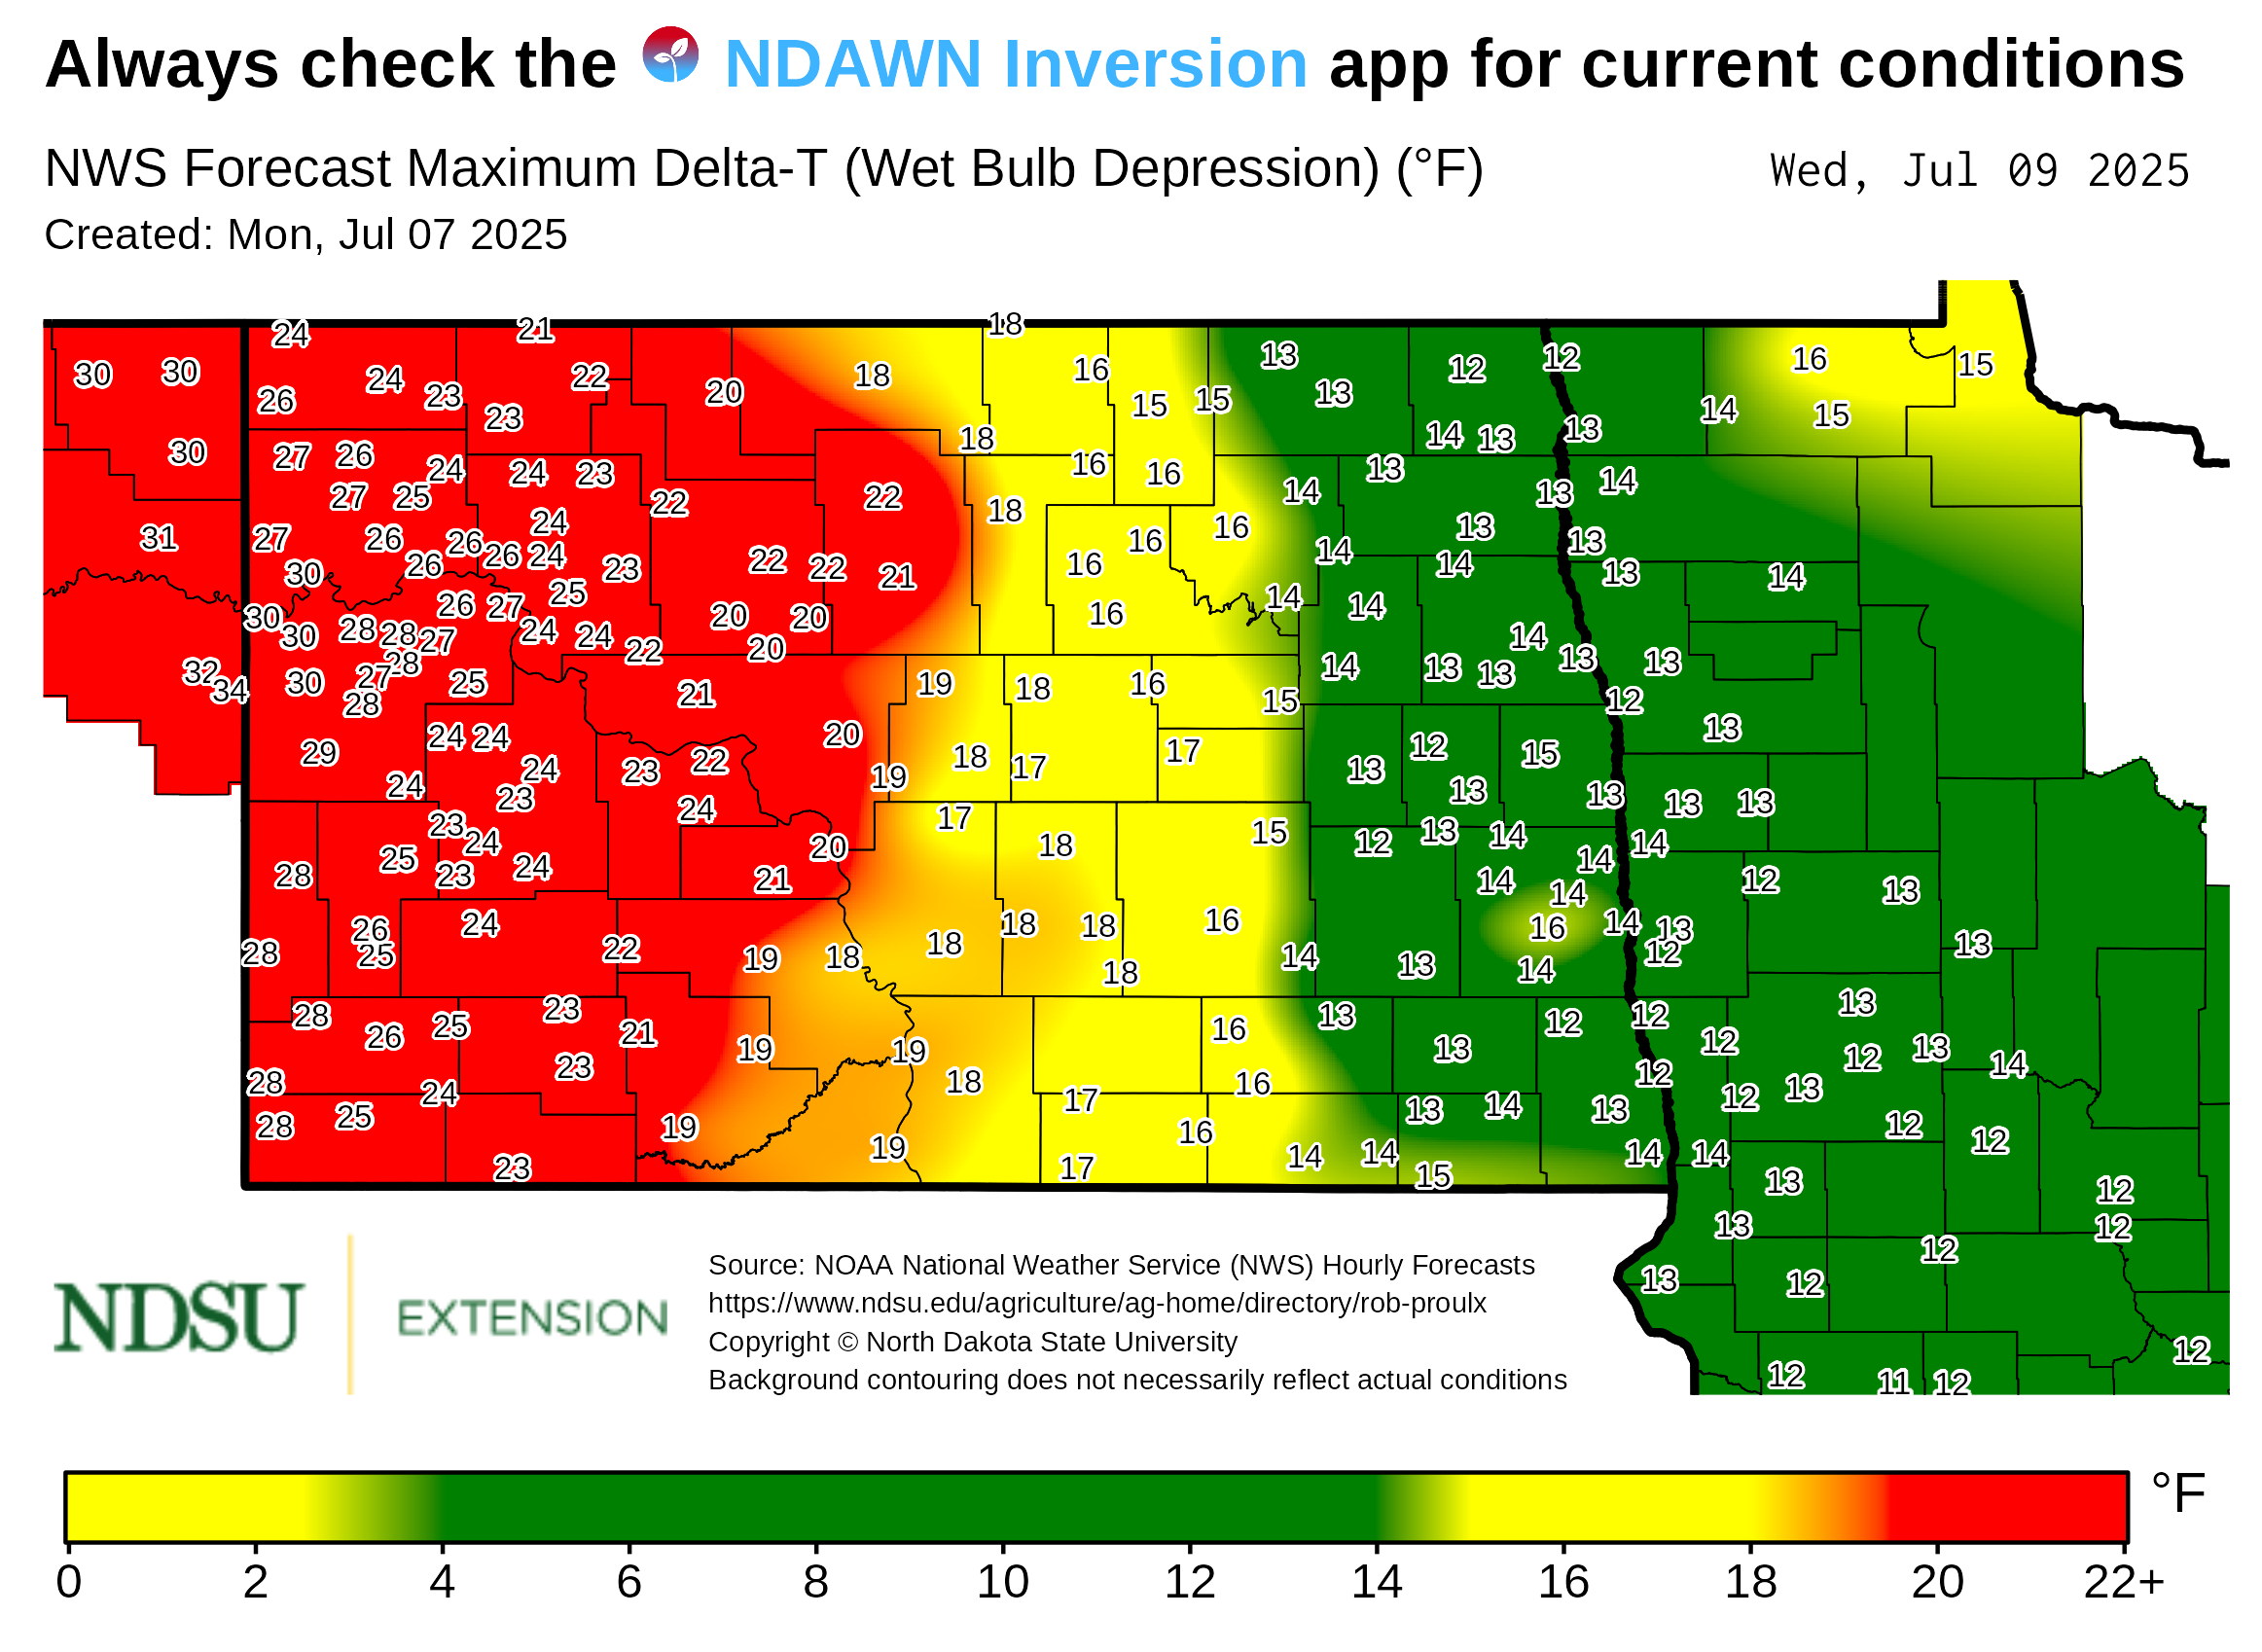 Always check the NDAWN Inversion app for current conditions
NWS Forecast Maximum Delta-T (Wet Bulb Depression) (°F)
Wed, Jul 09 2025
Created: Mon, Jul 07 2025
24 21 18
30 30 24 23 22 20 18 16 13 12 12 16 15
26 23 15 15 13 14 15
30 27 26 24 24 23 18 16 16 14 13 13 13
27 25 22 22 18 14 13 13 14
31 27 26 26 24 26 24 16 16 13 13
30 26 23 22 22 21 16 14 14 13 14
30 30 26 27 25 20 20 16 14 14
28 28 27 24 24 22 20 14 13
32 34 30 27 28 25 21 19 18 16 14 13 13 13
28 20 15 12
29 24 24 24 23 22 18 17 17 13 12 15 13
24 23 24 19 13 13 13 13
23 24 20 17 18 15 12 13 14 14
28 25 23 24 21 14 14 12 13
26 24 18 18 16 14 16 14 13
28 25 22 19 18 18 18 14 13 14 12 13
28 26 25 23 21 16 13 12 12 13
23 19 19 13 12 12 13 14
28 24 18 16 12 12 13
28 25 19 17 13 14 13 12
19 16 14 14 14 14 12
23 17 15 13 12
13 12
12
13 12
12
12 11 12
NDSU
EXTENSION
Source: NOAA National Weather Service (NWS) Hourly Forecasts
https://www.ndsu.edu/agriculture/ag-home/directory/rob-proulx
Copyright © North Dakota State University
Background contouring does not necessarily reflect actual conditions
°F
0 2 4 6 8 10 12 14 16 18 20 22+